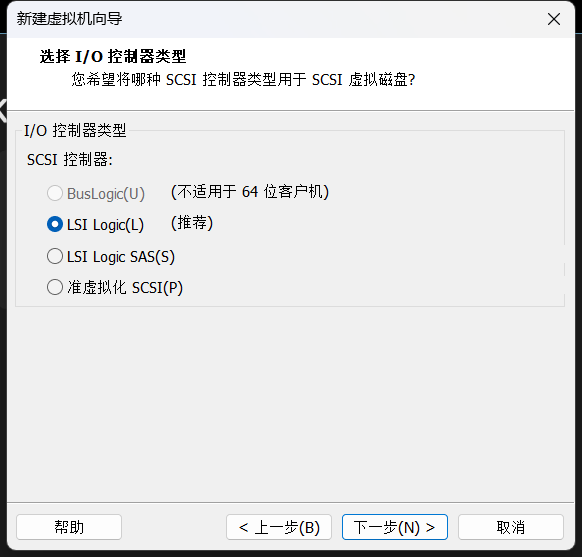 新建虚拟机向导
选择 I/O 控制器类型
您希望将哪种 SCSI 控制器类型用于 SCSI 虚拟磁盘?
I/O 控制器类型
SCSI 控制器:
BusLogic(U) (不适用于 64 位客户机)
LSI Logic(L) (推荐)
LSI Logic SAS(S)
准虚拟化 SCSI(P)
帮助 < 上一步(B) 下一步(N) > 取消